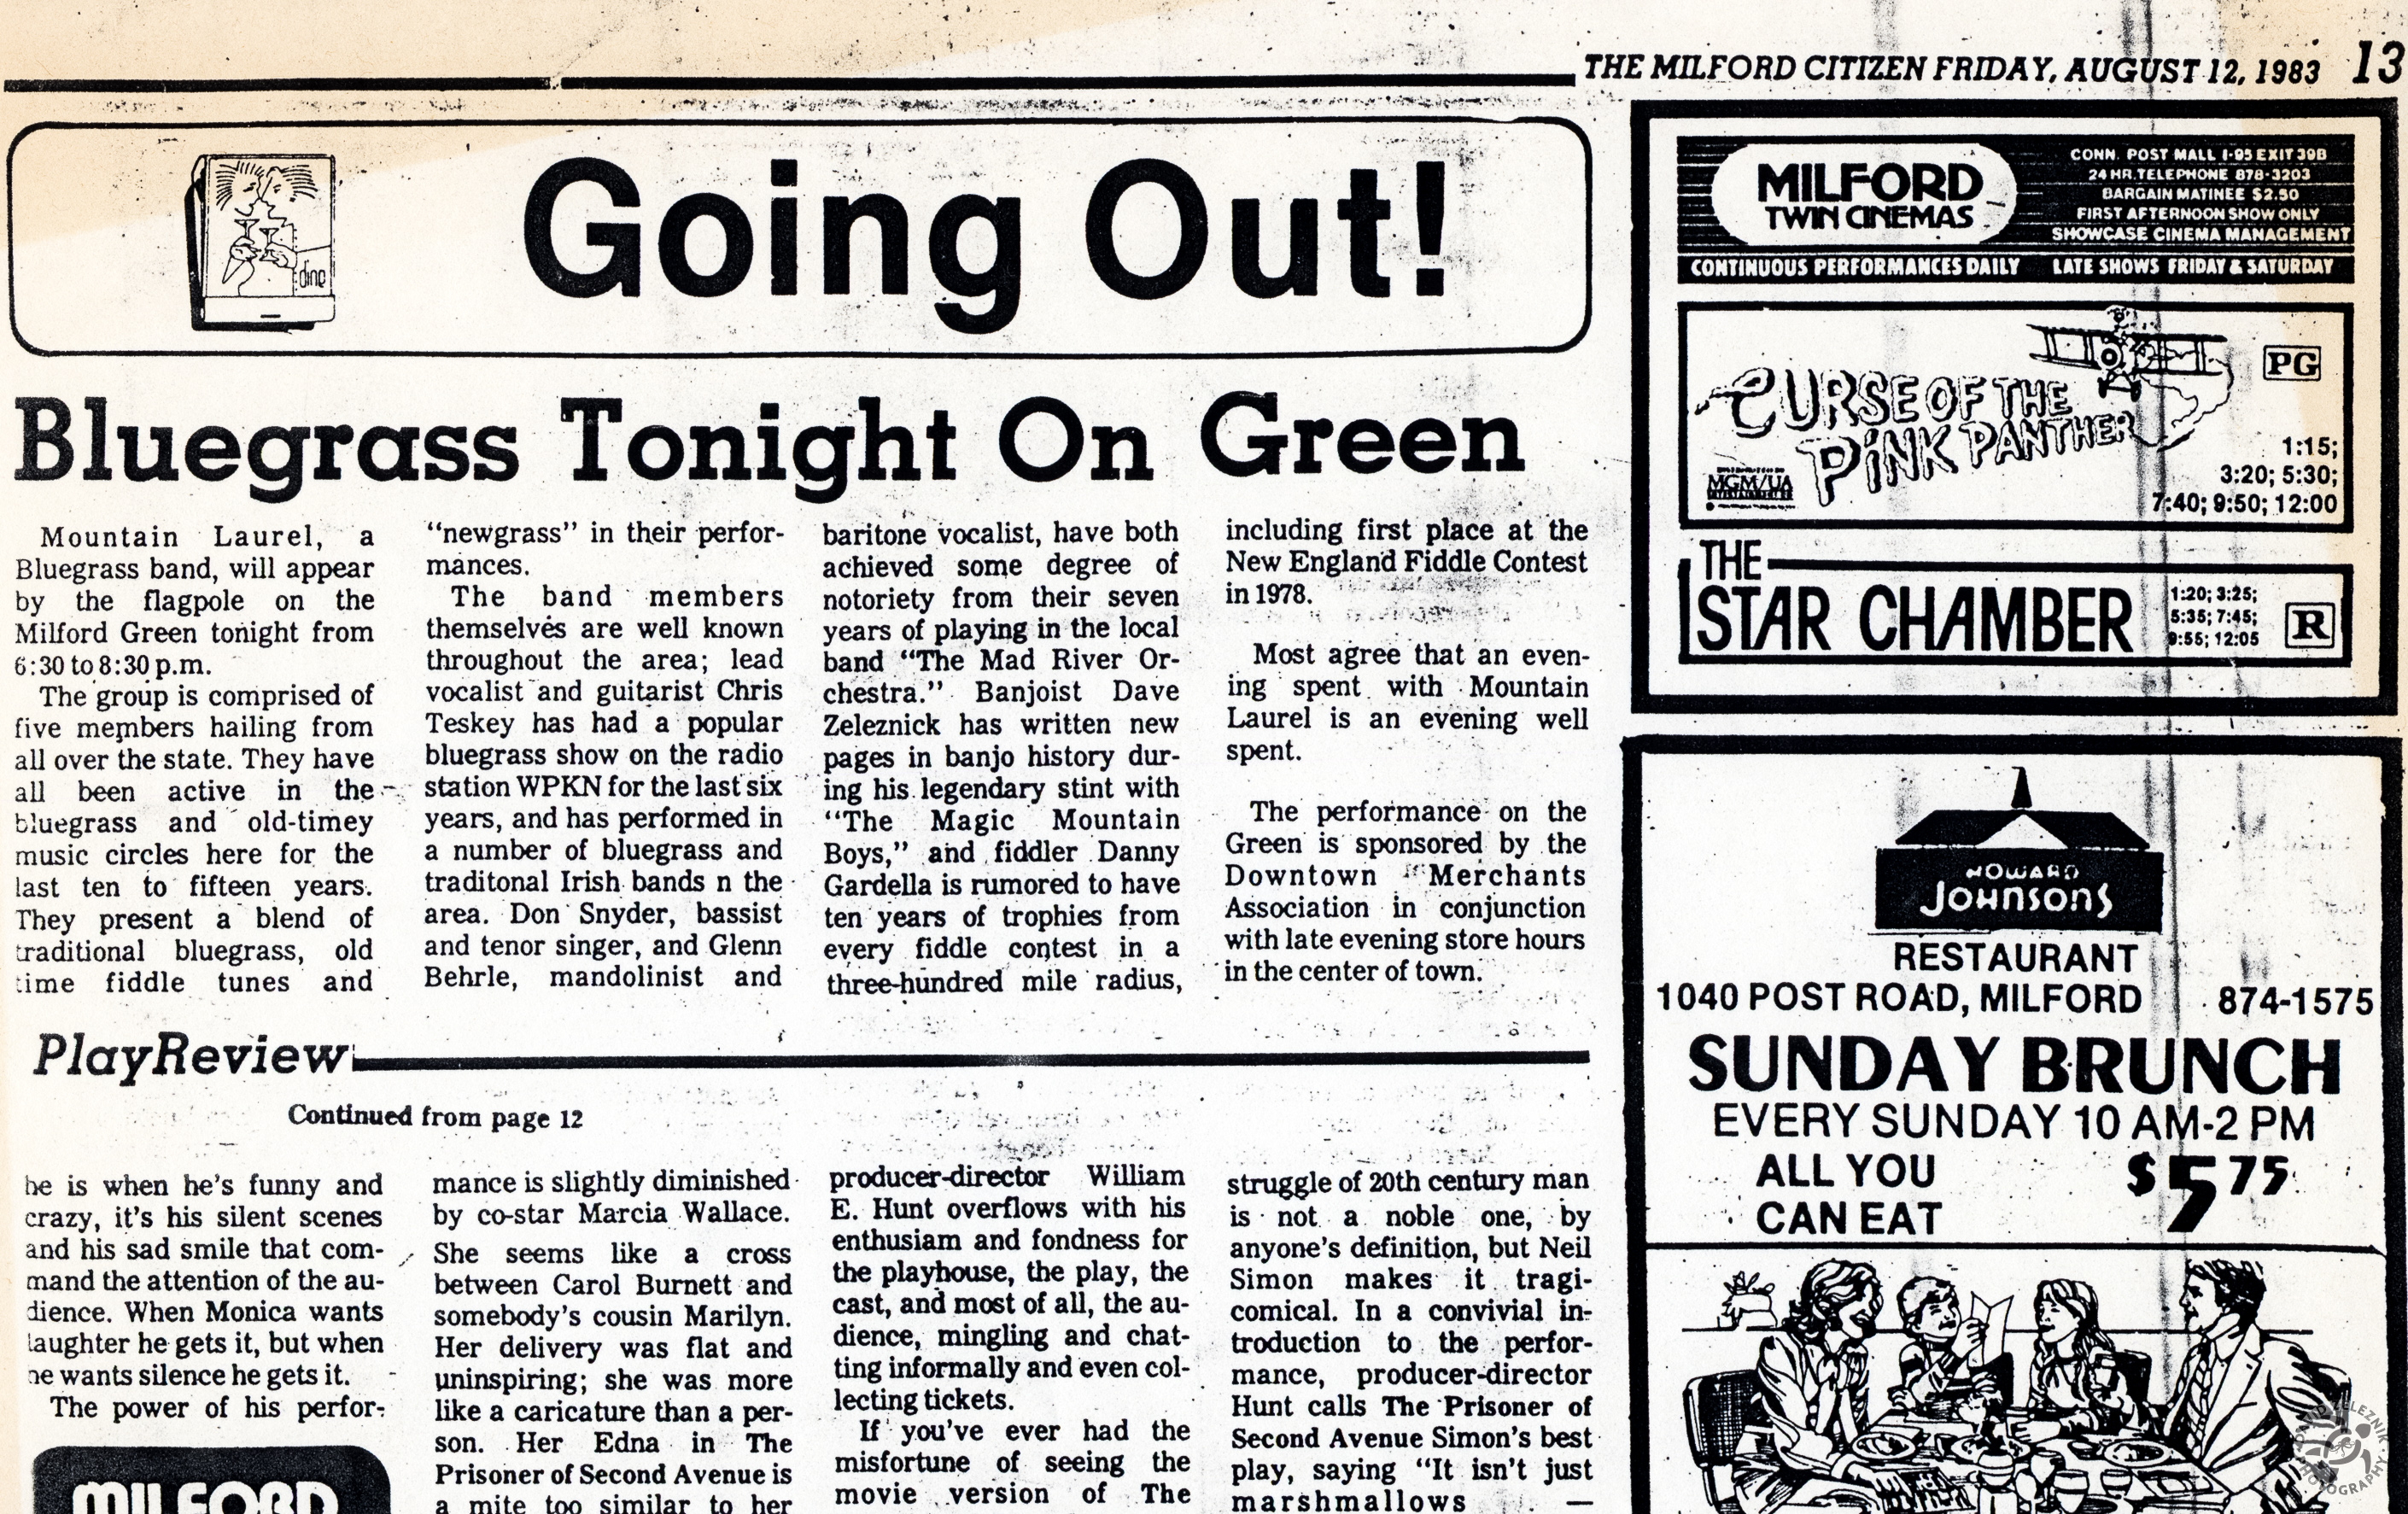 THE MILFORD CITIZEN FRIDAY, AUGUST 12, 1983 13
Going Out!
dine
Bluegrass Tonight On Green
Mountain Laurel, a
Bluegrass band, will appear
by the flagpole on the
Milford Green tonight from
6:30 to 8:30 p.m.
The group is comprised of
five members hailing from
all over the state. They have
all been active in the
bluegrass and old-timey
music circles here for the
last ten to fifteen years.
They present a blend of
traditional bluegrass, old
time fiddle tunes and
"newgrass" in their perfor-
mances.
The band members
themselves are well known
throughout the area; lead
vocalist and guitarist Chris
Teskey has had a popular
bluegrass show on the radio
station WPKN for the last six
years, and has performed in
a number of bluegrass and
traditonal Irish bands n the
area. Don Snyder, bassist
and tenor singer, and Glenn
Behrle, mandolinist and
baritone vocalist, have both
achieved some degree of
notoriety from their seven
years of playing in the local
band "The Mad River Or-
chestra." Banjoist Dave
Zeleznick has written new
pages in banjo history dur-
ing his legendary stint with
"The Magic Mountain
Boys," and fiddler Danny
Gardella is rumored to have
ten years of trophies from
every fiddle contest in a
three-hundred mile radius,
including first place at the
New England Fiddle Contest
in 1978.
Most agree that an even-
ing spent with Mountain
Laurel is an evening well
spent.
The performance on the
Green is sponsored by the
Downtown Merchants
Association in conjunction
with late evening store hours
in the center of town.
PlayReview
Continued from page 12
he is when he's funny and
crazy, it's his silent scenes
and his sad smile that com-
mand the attention of the au-
dience. When Monica wants
laughter he gets it, but when
he wants silence he gets it.
The power of his perfor-
MILFORD
mance is slightly diminished
by co-star Marcia Wallace.
She seems like a cross
between Carol Burnett and
somebody's cousin Marilyn.
Her delivery was flat and
uninspiring; she was more
like a caricature than a per-
son. Her Edna in The
Prisoner of Second Avenue is
a mite too similar to her
producer-director William
E. Hunt overflows with his
enthusiam and fondness for
the playhouse, the play, the
cast, and most of all, the au-
dience, mingling and chat-
ting informally and even col-
lecting tickets.
If you've ever had the
misfortune of seeing the
movie version of The
struggle of 20th century man
is not a noble one, by
anyone's definition, but Neil
Simon makes it tragi-
comical. In a convivial in-
troduction to the perfor-
mance, producer-director
Hunt calls The Prisoner of
Second Avenue Simon's best
play, saying "It isn't just
marshmallows —
MILFORD
TWIN CINEMAS
CONN. POST MALL I-95 EXIT 39B
24 HR. TELEPHONE 878-3203
BARGAIN MATINEE $2.50
FIRST AFTERNOON SHOW ONLY
SHOWCASE CINEMA MANAGEMENT
CONTINUOUS PERFORMANCES DAILY LATE SHOWS FRIDAY & SATURDAY
CURSE OF THE
PINK PANTHER
PG
MGM/UA
1:15;
3:20; 5:30;
7:40; 9:50; 12:00
THE
STAR CHAMBER
1:20; 3:25;
5:35; 7:45;
9:55; 12:05
R
HOWARD
JOHNSONS
RESTAURANT
1040 POST ROAD, MILFORD 874-1575
SUNDAY BRUNCH
EVERY SUNDAY 10 AM-2 PM
ALL YOU
CAN EAT
$5 75
DAVID ZELEZNIK
PHOTOGRAPHY